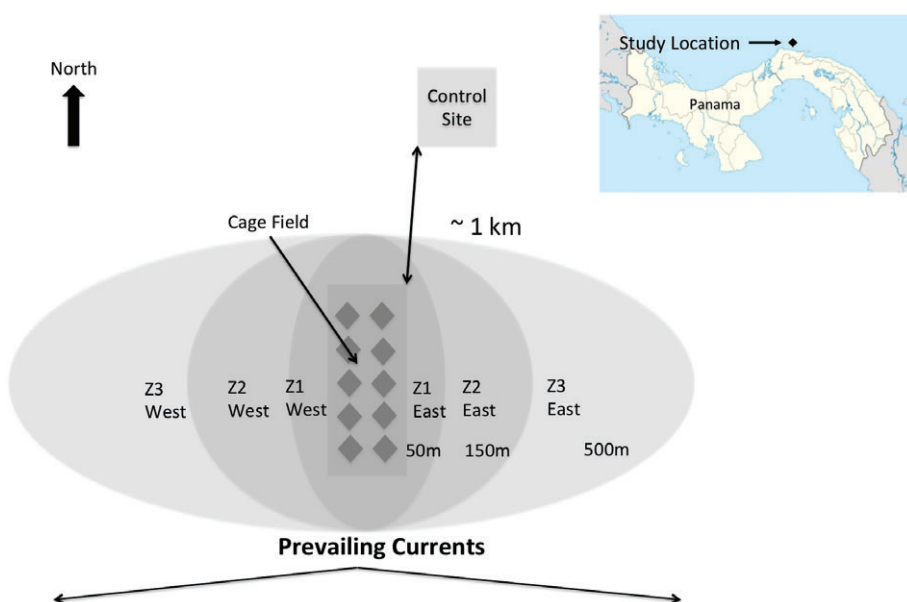 North
Control
Site
Study Location
Panama
Cage Field
~ 1 km
Z3
West
Z2
West
Z1
West
Z1
East
Z2
East
Z3
East
50m
150m
500m
Prevailing Currents